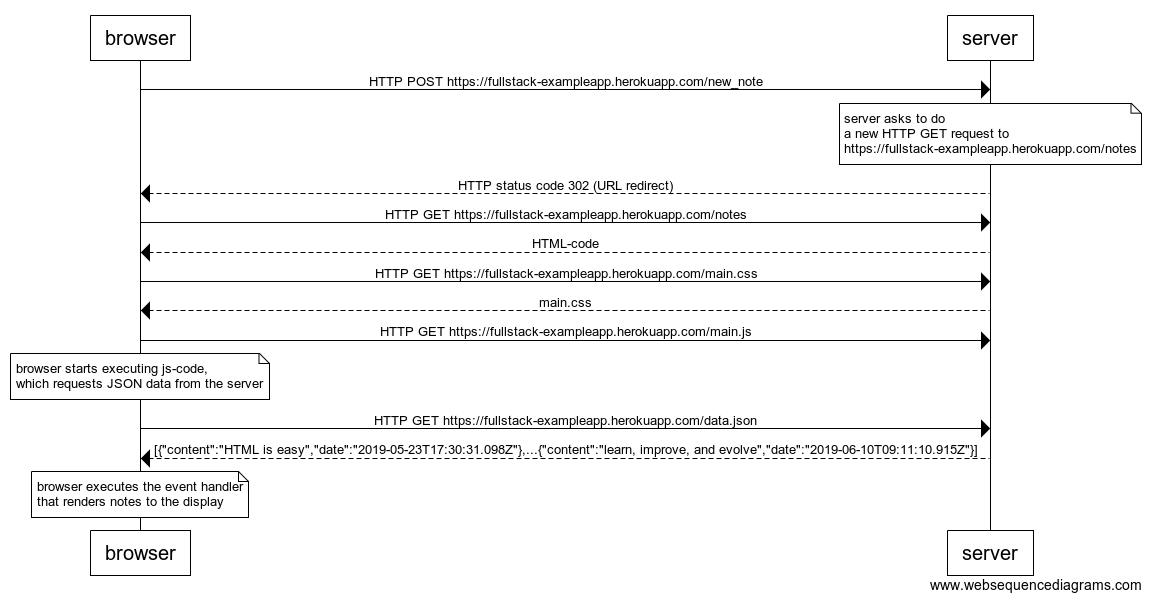 browser
server
HTTP POST https://fullstack-exampleapp.herokuapp.com/new_note
server asks to do
a new HTTP GET request to
https://fullstack-exampleapp.herokuapp.com/notes
HTTP status code 302 (URL redirect)
HTTP GET https://fullstack-exampleapp.herokuapp.com/notes
HTML-code
HTTP GET https://fullstack-exampleapp.herokuapp.com/main.css
main.css
HTTP GET https://fullstack-exampleapp.herokuapp.com/main.js
browser starts executing js-code,
which requests JSON data from the server
HTTP GET https://fullstack-exampleapp.herokuapp.com/data.json
[{"content":"HTML is easy","date":"2019-05-23T17:30:31.098Z"},...{"content":"learn, improve, and evolve","date":"2019-06-10T09:11:10.915Z"}]
browser executes the event handler
that renders notes to the display
browser
server
www.websequencediagrams.com